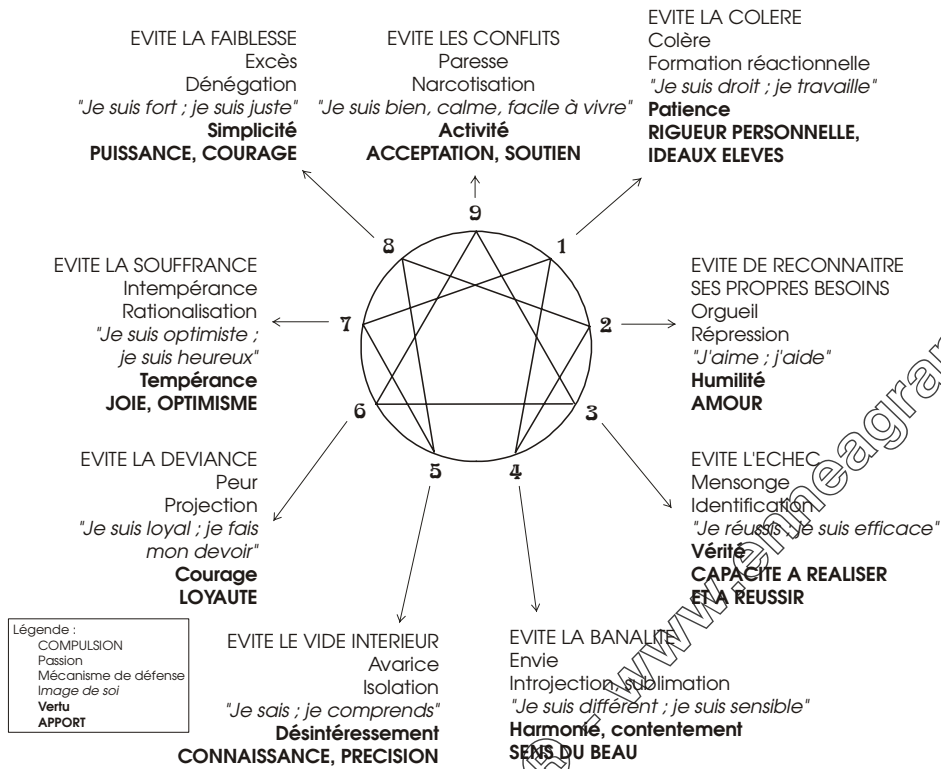 EVITE LA FAIBLESSE
Excès
Dénégation
"Je suis fort ; je suis juste"
Simplicité
PUISSANCE, COURAGE
EVITE LES CONFLITS
Paresse
Narcotisation
"Je suis bien, calme, facile à vivre"
Activité
ACCEPTATION, SOUTIEN
EVITE LA COLERE
Colère
Formation réactionnelle
"Je suis droit ; je travaille"
Patience
RIGUEUR PERSONNELLE,
IDEAUX ELEVES
9
8
1
7
2
6
3
5
4
EVITE LA SOUFFRANCE
Intempérance
Rationalisation
"Je suis optimiste ;
je suis heureux"
Tempérance
JOIE, OPTIMISME
EVITE DE RECONNAITRE
SES PROPRES BESOINS
Orgueil
Répression
"J'aime ; j'aide"
Humilité
AMOUR
EVITE LA DEVIANCE
Peur
Projection
"Je suis loyal ; je fais
mon devoir"
Courage
LOYAUTE
EVITE L'ECHEC
Mensonge
Identification
"Je réussis ; je suis efficace"
Vérité
CAPACITE A REALISER
ET A REUSSIR
EVITE LE VIDE INTERIEUR
Avarice
Isolation
"Je sais ; je comprends"
Désintéressement
CONNAISSANCE, PRECISION
EVITE LA BANALITE
Envie
Introjection, sublimation
"Je suis différent ; je suis sensible"
Harmonie, contentement
SENS DU BEAU
Légende :
COMPULSION
Passion
Mécanisme de défense
Image de soi
Vertu
APPORT
- www.enneagra